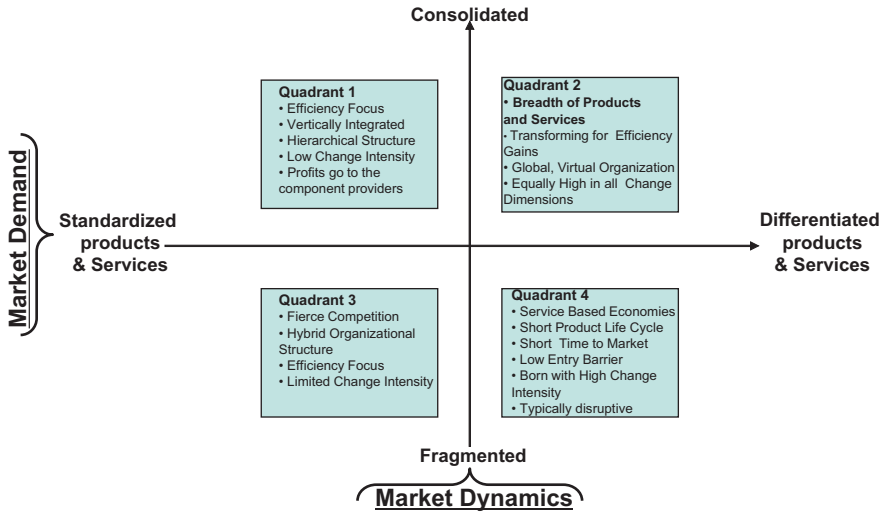 Consolidated
Quadrant 1
• Efficiency Focus
• Vertically Integrated
• Hierarchical Structure
• Low Change Intensity
• Profits go to the
component providers
Quadrant 2
• Breadth of Products
and Services
• Transforming for Efficiency
Gains
• Global, Virtual Organization
• Equally High in all Change
Dimensions
Market Demand
Standardized
products
& Services
Differentiated
products
& Services
Quadrant 3
• Fierce Competition
• Hybrid Organizational
Structure
• Efficiency Focus
• Limited Change Intensity
Quadrant 4
• Service Based Economies
• Short Product Life Cycle
• Short Time to Market
• Low Entry Barrier
• Born with High Change
Intensity
• Typically disruptive
Fragmented
Market Dynamics